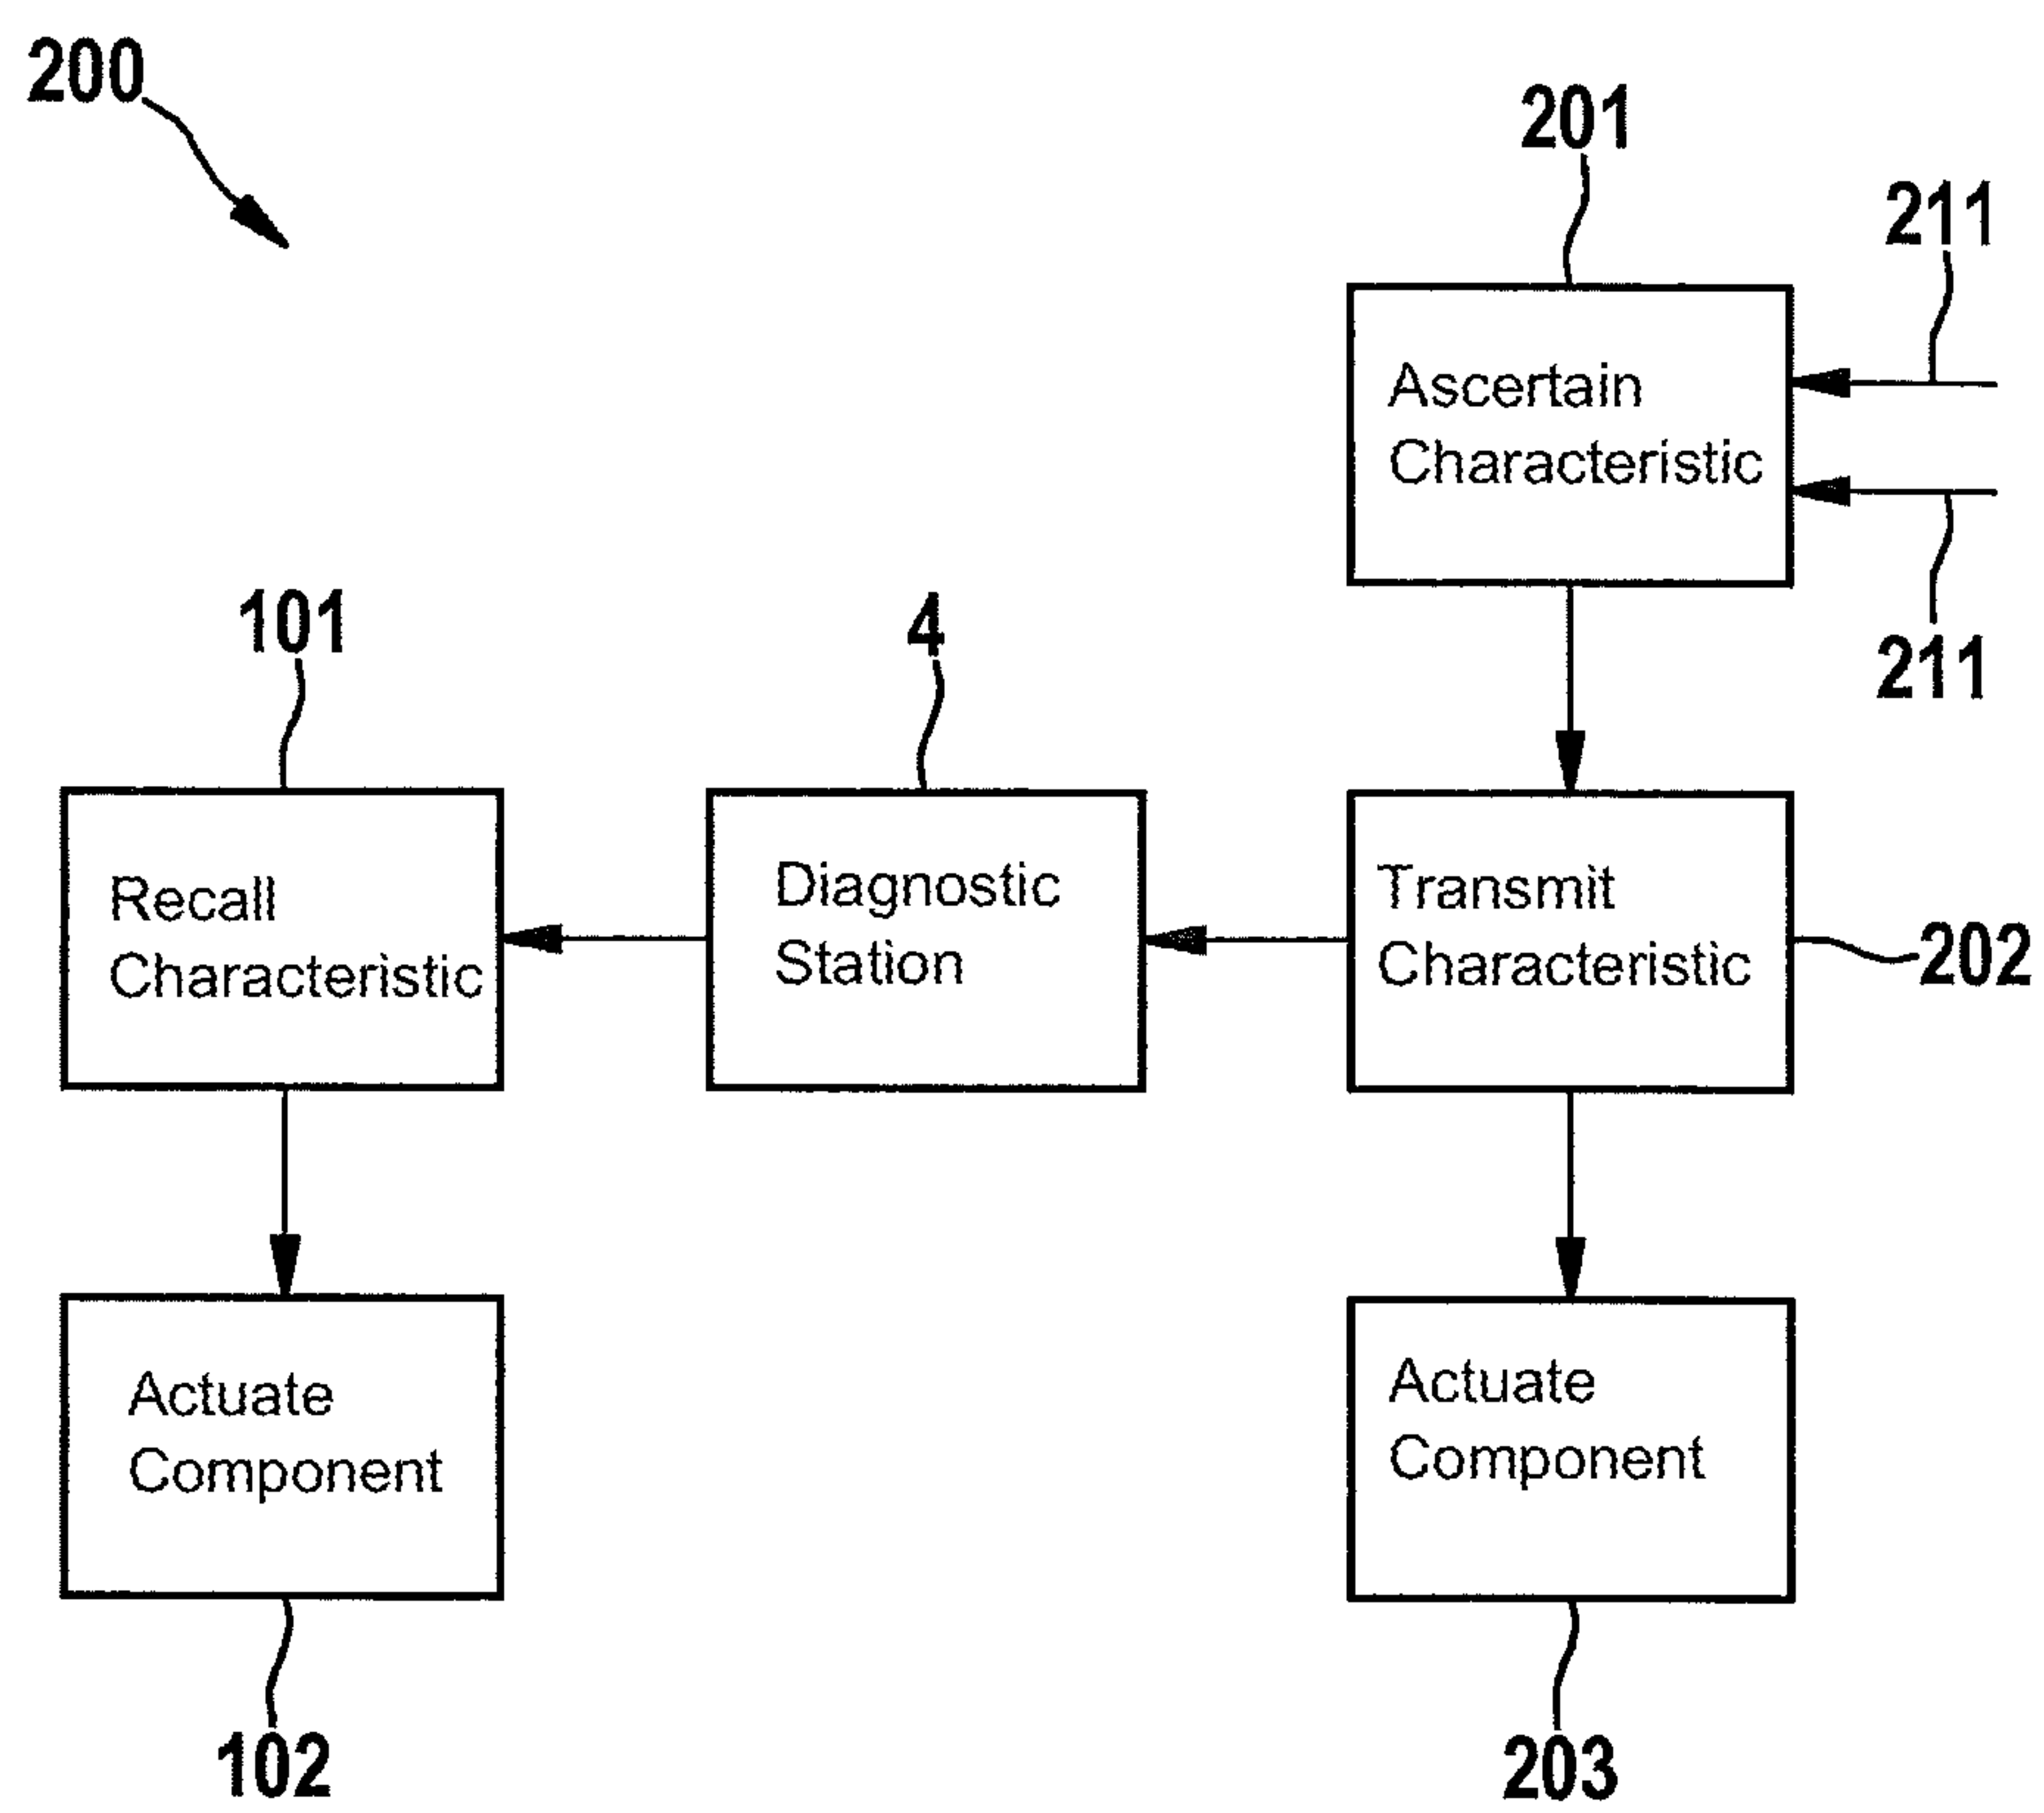 200
201
211
Ascertain
Characteristic
211
101
4
Recall
Characteristic
Diagnostic
Station
Transmit
Characteristic
202
Actuate
Component
Actuate
Component
102
203